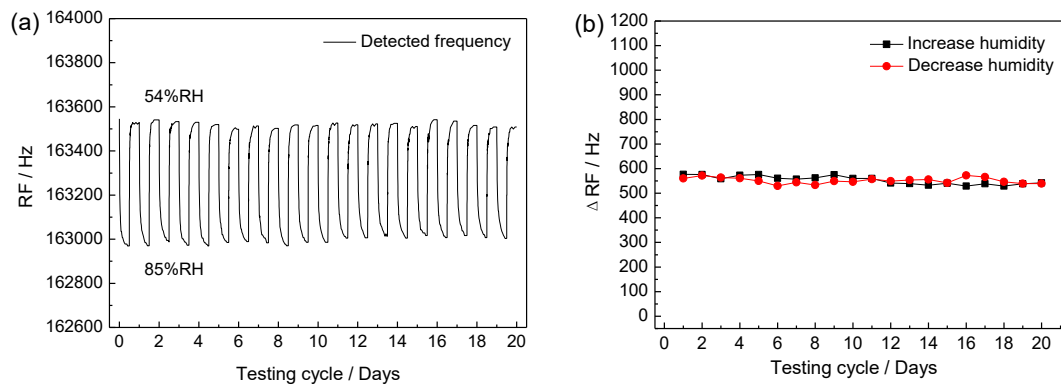 (a)
164000
163800
163600
163400
163200
163000
162800
162600
RF / Hz
Detected frequency
54%RH
85%RH
0 2 4 6 8 10 12 14 16 18 20
Testing cycle / Days
(b)
1200
1100
1000
900
800
700
600
500
400
300
200
100
0
Δ RF / Hz
Increase humidity
Decrease humidity
0 2 4 6 8 10 12 14 16 18 20
Testing cycle / Days